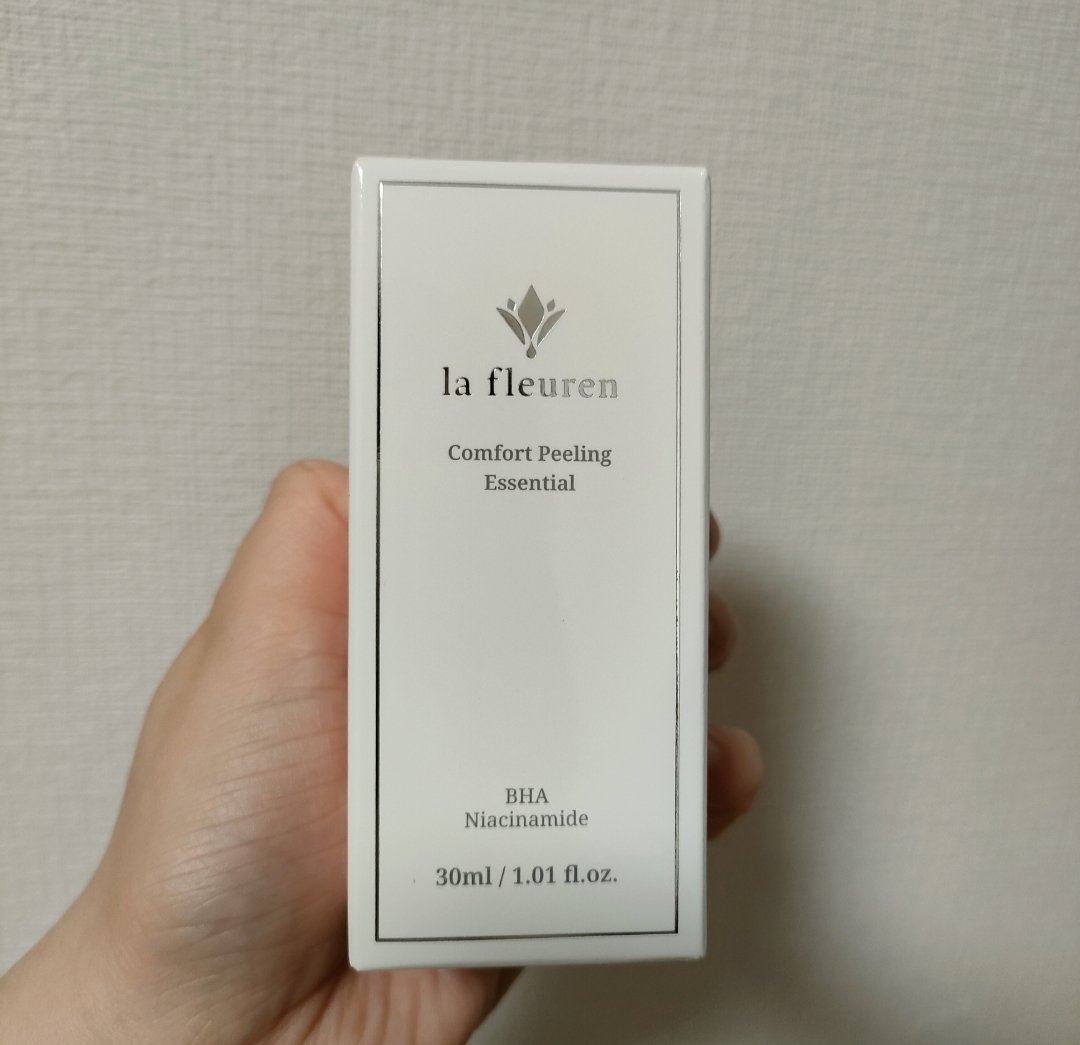 la fleuren
Comfort Peeling
Essential
BHA
Niacinamide
30ml / 1.01 fl.oz.